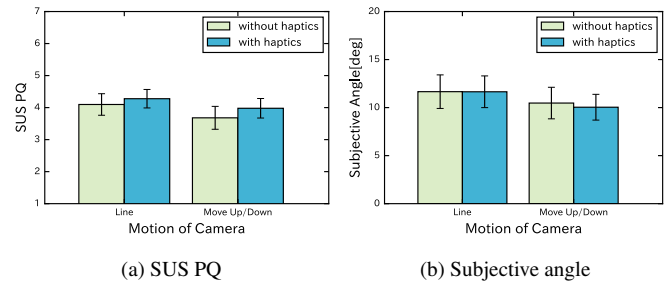 7
6
5
4
3
2
1
SUS PQ
without haptics
with haptics
Line
Move Up/Down
Motion of Camera
(a) SUS PQ
20
15
10
5
0
Subjective Angle[deg]
without haptics
with haptics
Line
Move Up/Down
Motion of Camera
(b) Subjective angle